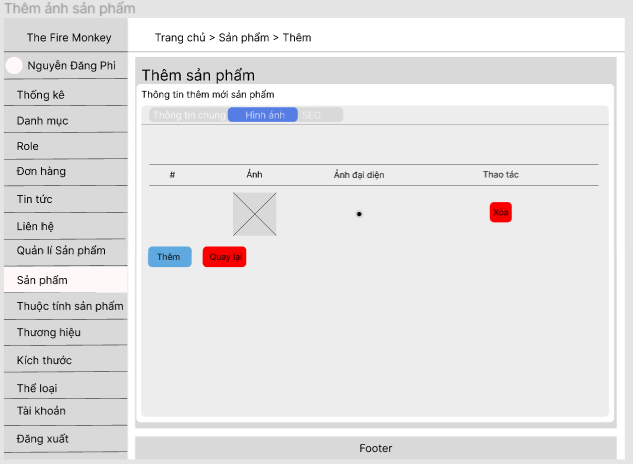 Thêm ảnh sản phẩm
The Fire Monkey
Trang chủ > Sản phẩm > Thêm
Nguyễn Đăng Phi
Thống kê
Danh mục
Role
Đơn hàng
Tin tức
Liên hệ
Quản lí Sản phẩm
Sản phẩm
Thuộc tính sản phẩm
Thương hiệu
Kích thước
Thể loại
Tài khoản
Đăng xuất
Thêm sản phẩm
Thông tin thêm mới sản phẩm
Thông tin chung Hình ảnh SEO
# Ảnh Ảnh đại diện Thao tác
Xóa
Thêm Quay lại
Footer